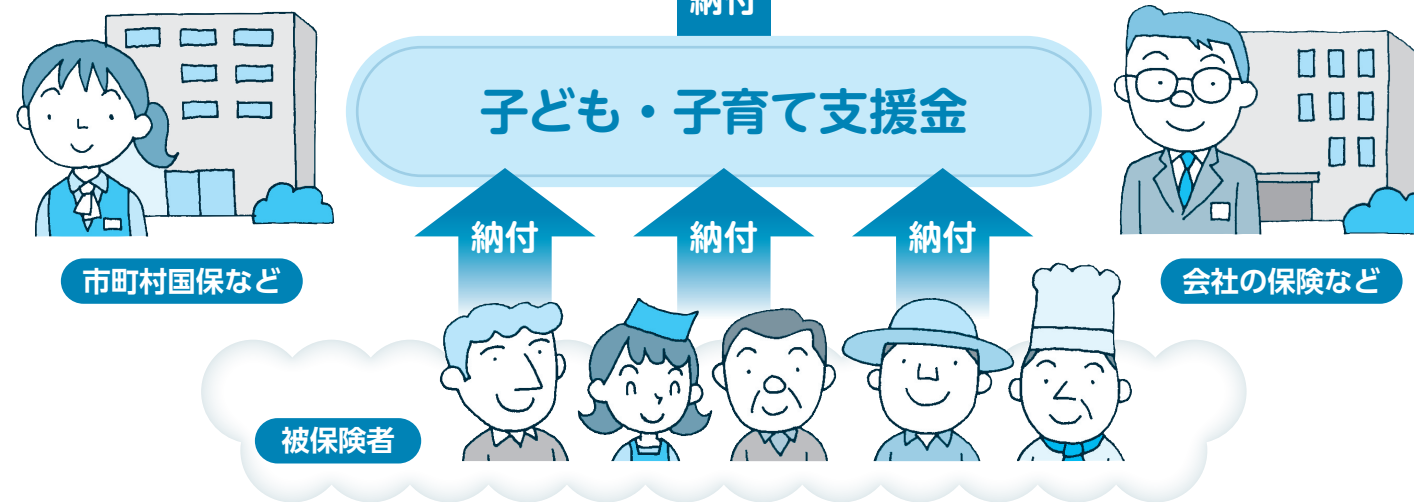 納付
子ども・子育て支援金
納付
納付
納付
市町村国保など
会社の保険など
被保険者